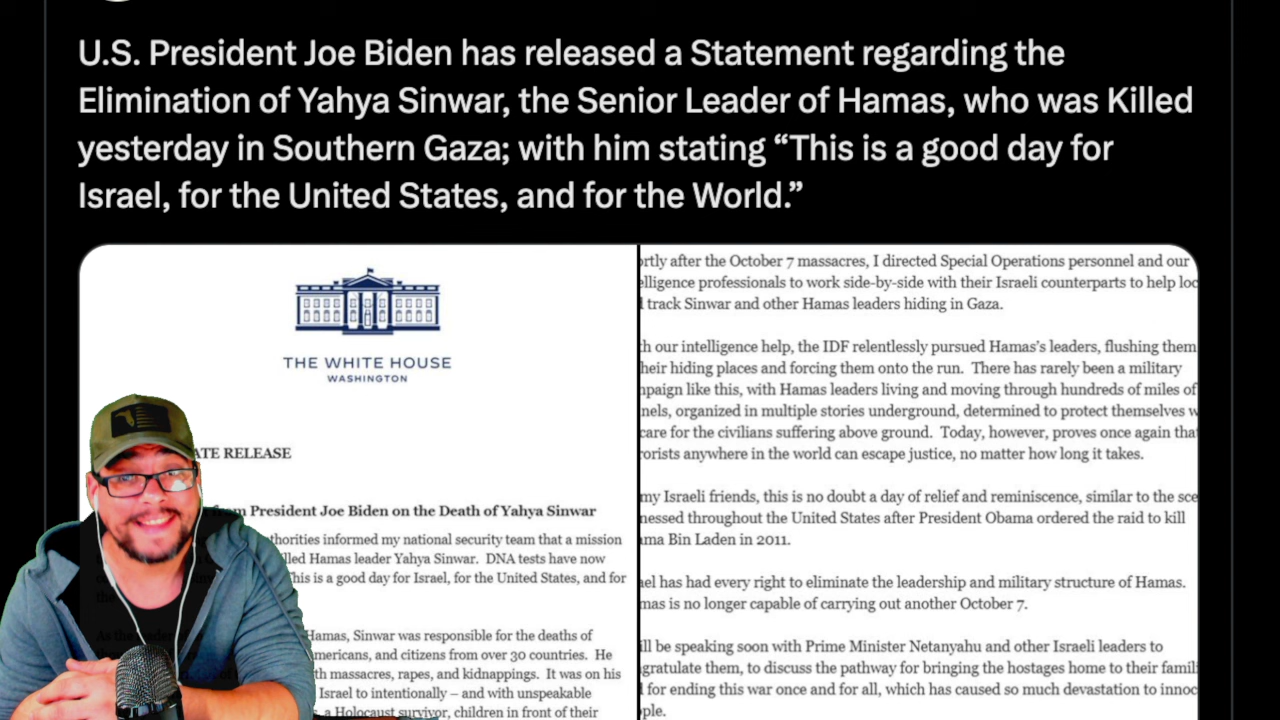 U.S. President Joe Biden has released a Statement regarding the
Elimination of Yahya Sinwar, the Senior Leader of Hamas, who was Killed
yesterday in Southern Gaza; with him stating “This is a good day for
Israel, for the United States, and for the World.”
THE WHITE HOUSE
WASHINGTON
ATE RELEASE
om President Joe Biden on the Death of Yahya Sinwar
thorities informed my national security team that a mission
lled Hamas leader Yahya Sinwar. DNA tests have now
his is a good day for Israel, for the United States, and for
the
As the leader
Hamas, Sinwar was responsible for the deaths of
mericans, and citizens from over 30 countries. He
th massacres, rapes, and kidnappings. It was on his
Israel to intentionally – and with unspeakable
, a Holocaust survivor, children in front of their
rtly after the October 7 massacres, I directed Special Operations personnel and our
elligence professionals to work side-by-side with their Israeli counterparts to help loc
track Sinwar and other Hamas leaders hiding in Gaza.
h our intelligence help, the IDF relentlessly pursued Hamas’s leaders, flushing them
heir hiding places and forcing them onto the run. There has rarely been a military
npaign like this, with Hamas leaders living and moving through hundreds of miles of
nels, organized in multiple stories underground, determined to protect themselves w
care for the civilians suffering above ground. Today, however, proves once again tha
rorists anywhere in the world can escape justice, no matter how long it takes.
my Israeli friends, this is no doubt a day of relief and reminiscence, similar to the sce
nessed throughout the United States after President Obama ordered the raid to kill
ama Bin Laden in 2011.
ael has had every right to eliminate the leadership and military structure of Hamas.
mas is no longer capable of carrying out another October 7.
ill be speaking soon with Prime Minister Netanyahu and other Israeli leaders to
gratulate them, to discuss the pathway for bringing the hostages home to their famili
for ending this war once and for all, which has caused so much devastation to innoc
ple.